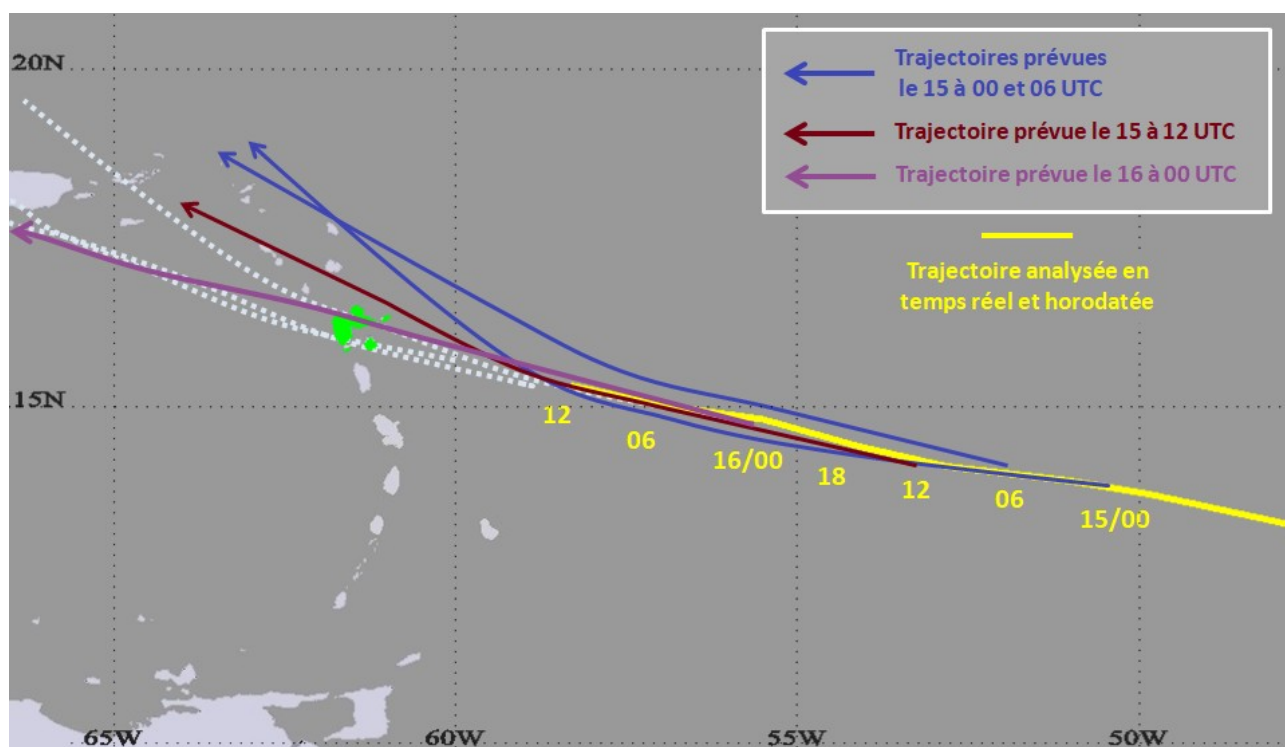 20N
Trajectoires prévues
le 15 à 00 et 06 UTC
Trajectoire prévue le 15 à 12 UTC
Trajectoire prévue le 16 à 00 UTC
Trajectoire analysée en
temps réel et horodatée
15N
12
06
16/00
18
12
06
15/00
65W
60W
55W
50W